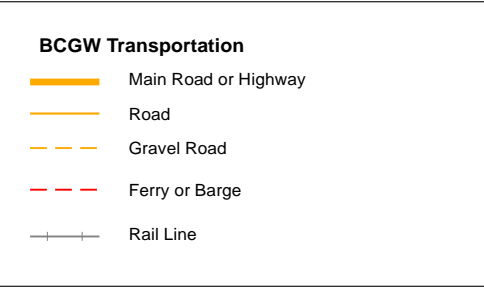 BCGW Transportation
Main Road or Highway
Road
Gravel Road
Ferry or Barge
Rail Line